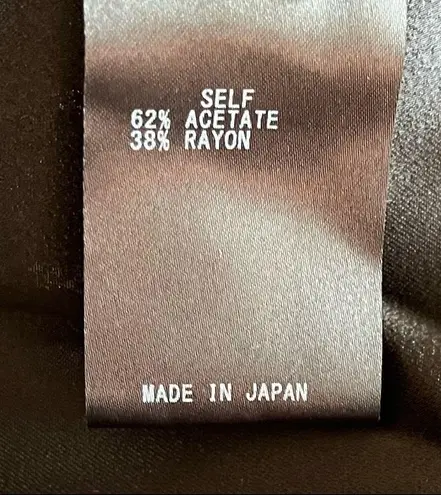 SELF
62% ACETATE
38% RAYON
MADE IN JAPAN